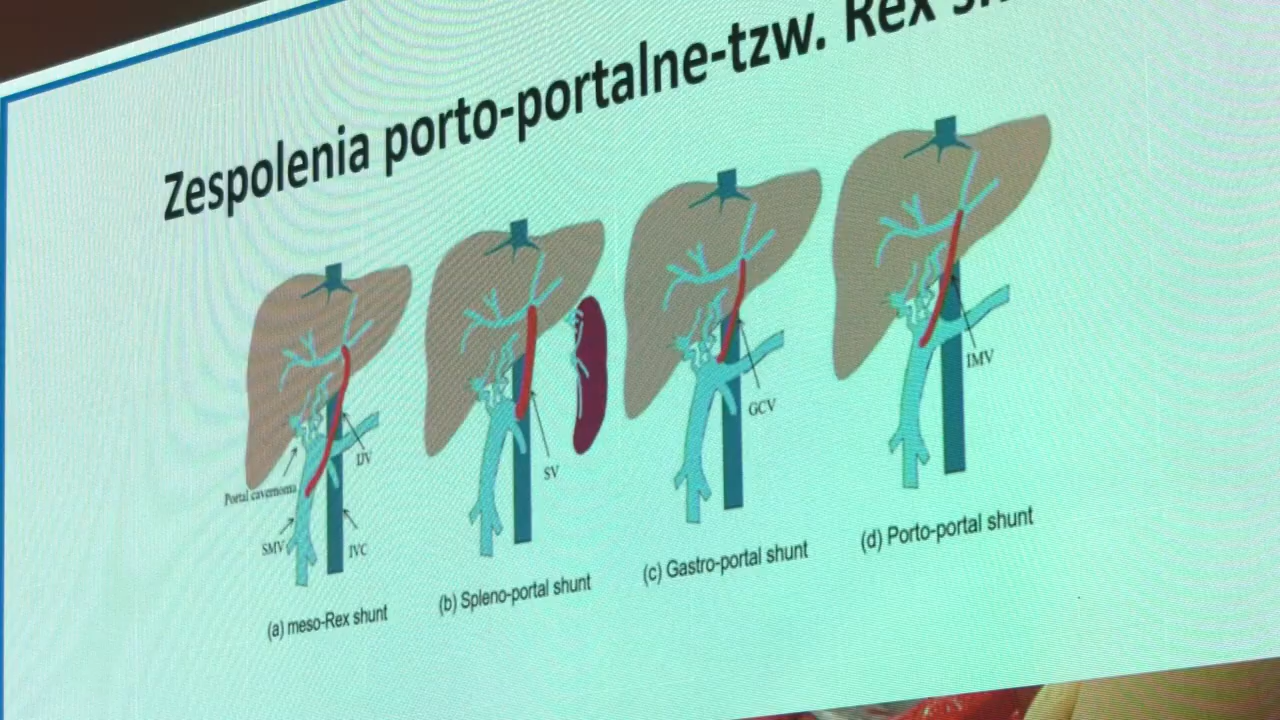 Zespolenia porto-portalne-tzw. Rex
Portal cavernoma
IJV
SMV
IVC
SV
GCV
IMV
(a) meso-Rex shunt
(b) Spleno-portal shunt
(c) Gastro-portal shunt
(d) Porto-portal shunt